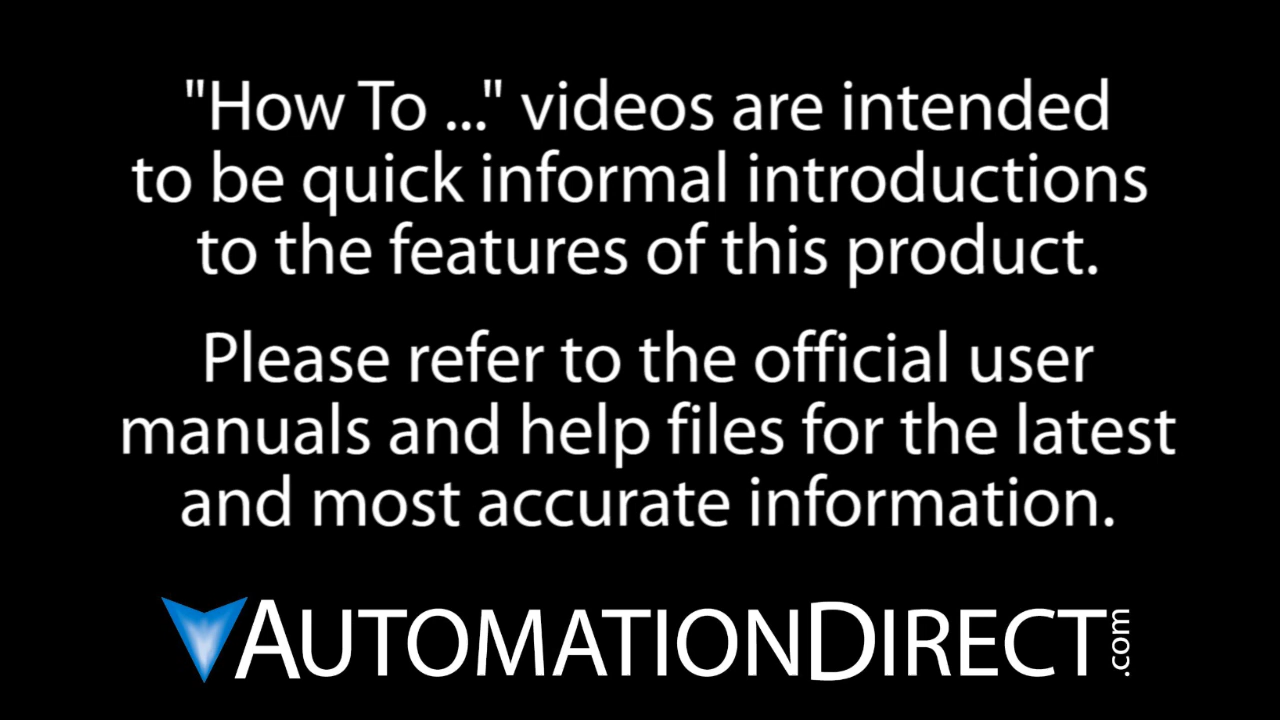 "How To ..." videos are intended
to be quick informal introductions
to the features of this product.
Please refer to the official user
manuals and help files for the latest
and most accurate information.
AUTOMATIONDIRECT.com